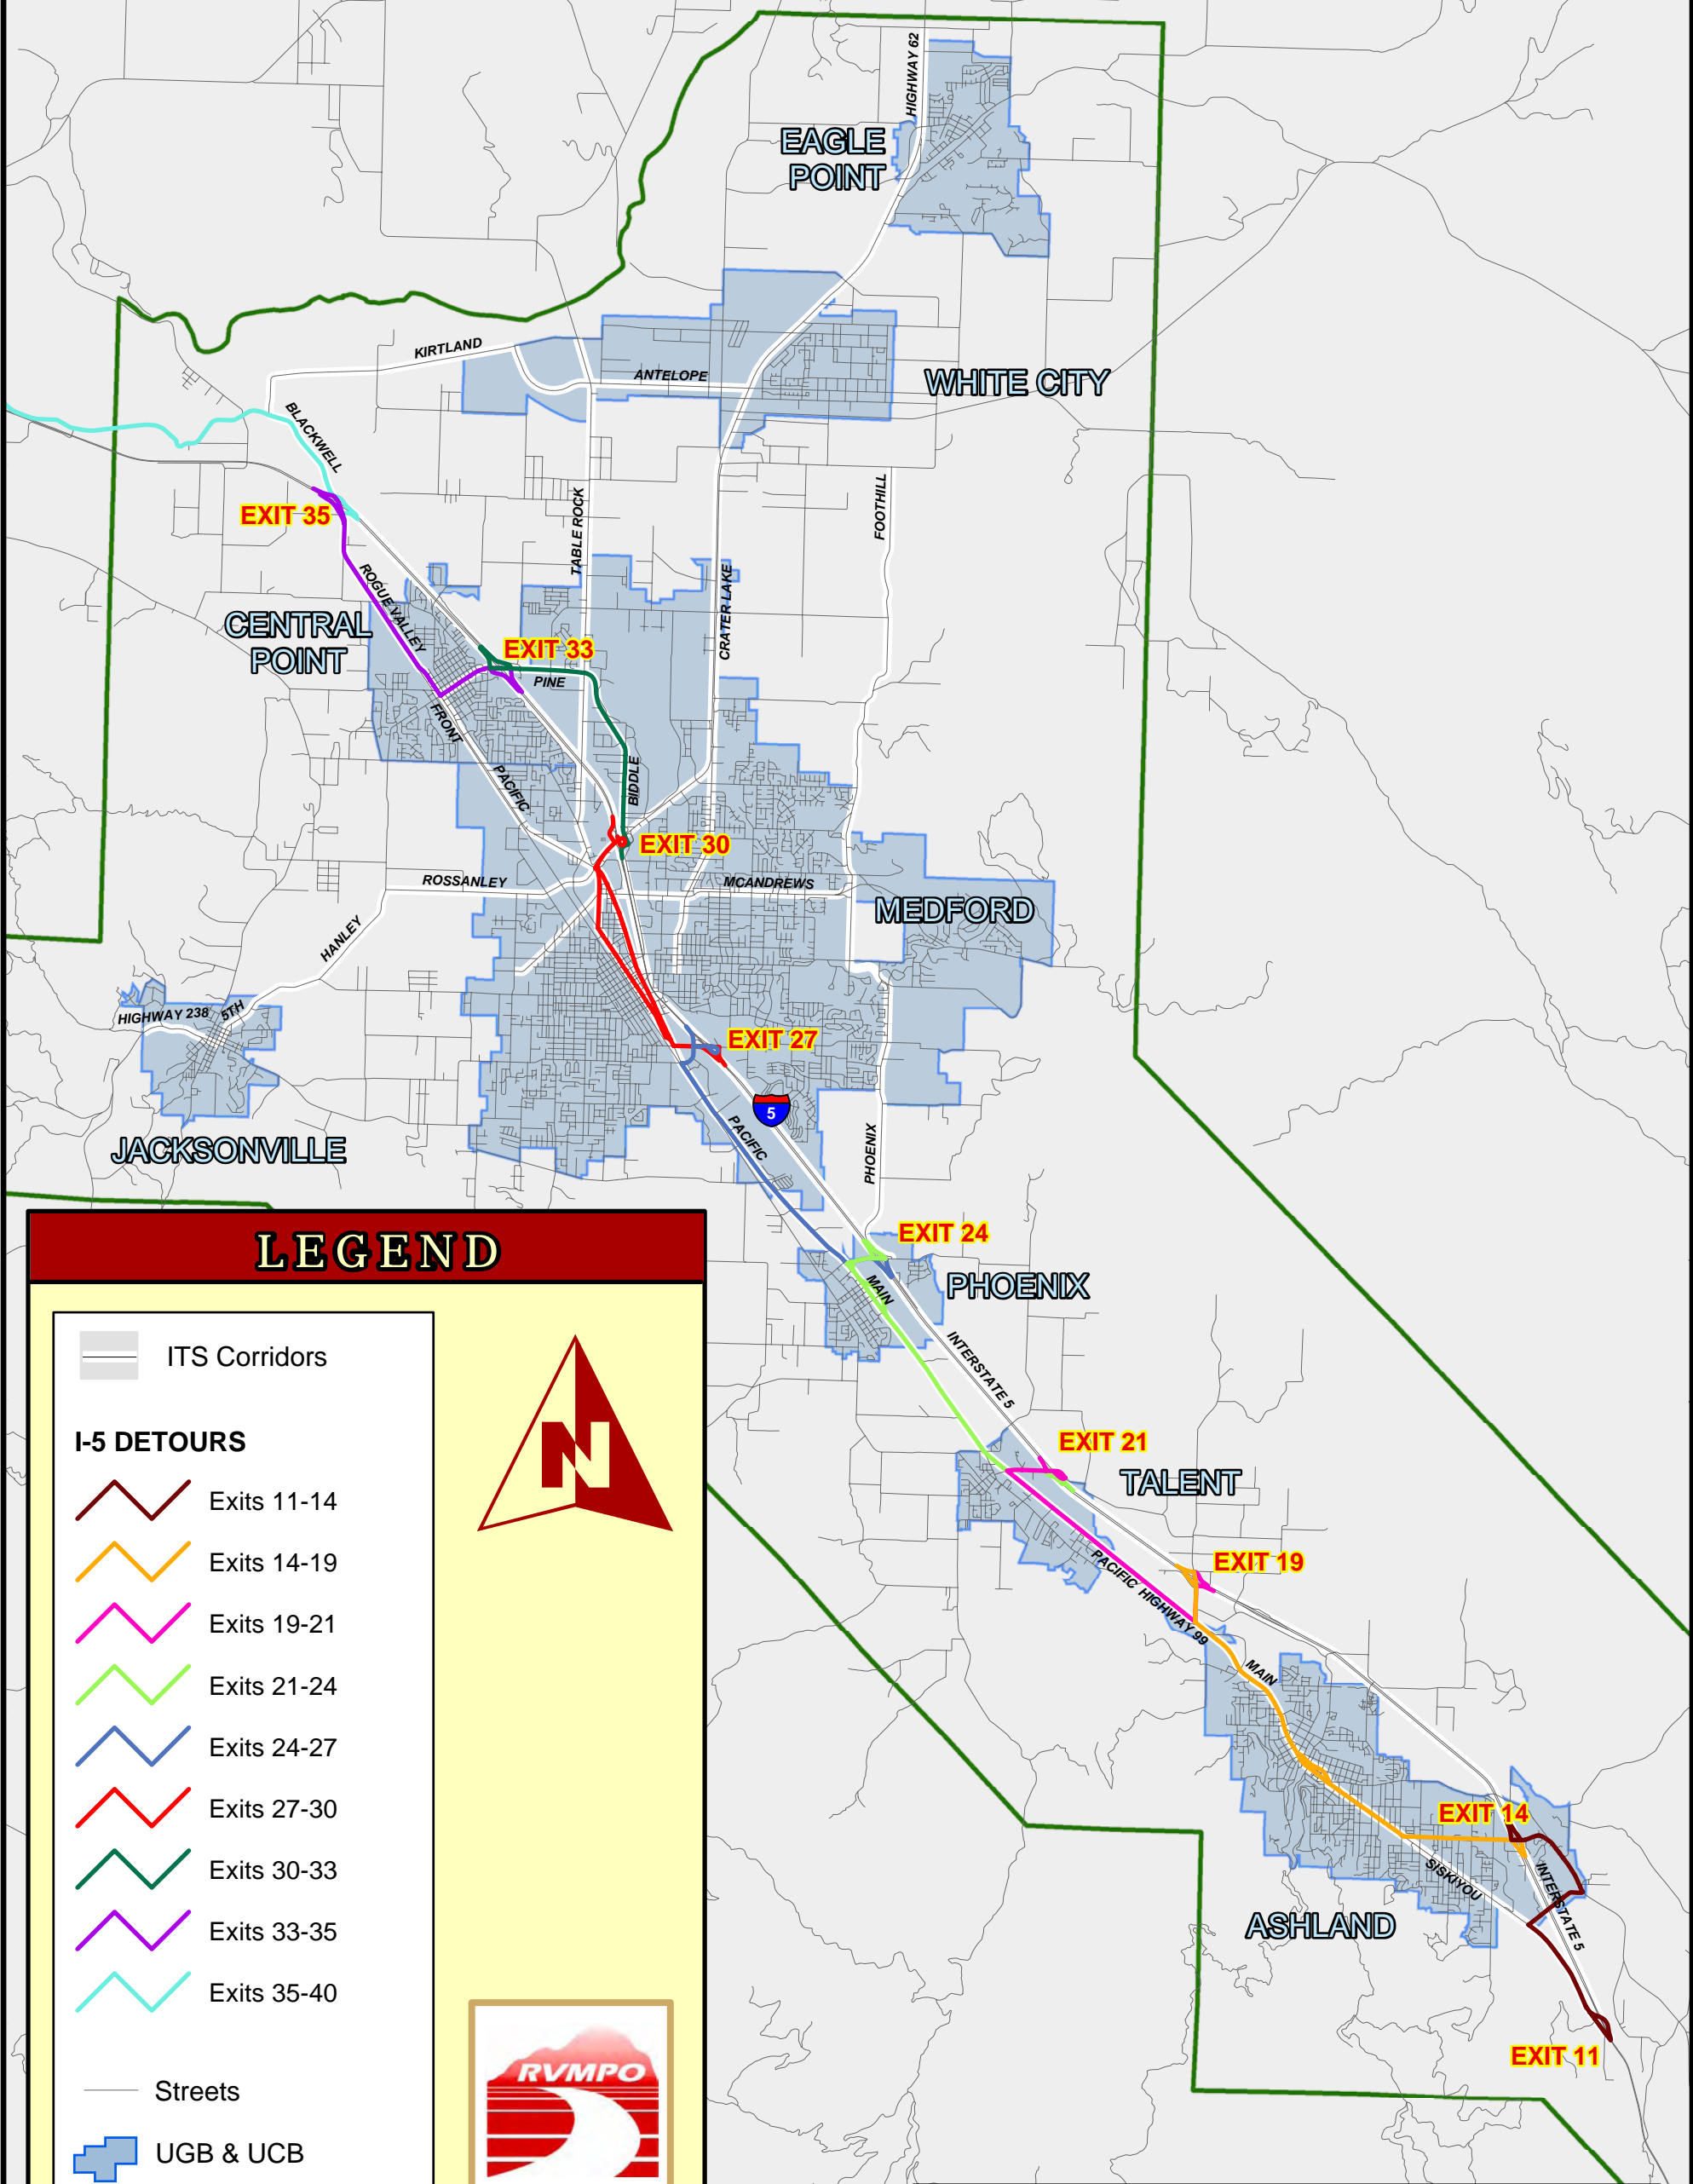 HIGHWAY 62
EAGLE
POINT
KIRTLAND
ANTELOPE
WHITE CITY
BLACKWELL
EXIT 35
TABLE ROCK
FOOTHILL
ROGUE VALLEY
CRATER LAKE
CENTRAL
POINT
EXIT 33
PINE
FRONT
PACIFIC
BIDDLE
EXIT 30
ROSSANLEY
MCANDREWS
MEDFORD
HANLEY
HIGHWAY 238
5TH
EXIT 27
5
PACIFIC
PHOENIX
JACKSONVILLE
EXIT 24
PHOENIX
MAIN
INTERSTATE 5
EXIT 21
TALENT
EXIT 19
PACIFIC HIGHWAY 99
MAIN
EXIT 14
SISKIYOU
INTERSTATE 5
ASHLAND
EXIT 11
LEGEND
ITS Corridors
N
I-5 DETOURS
Exits 11-14
Exits 14-19
Exits 19-21
Exits 21-24
Exits 24-27
Exits 27-30
Exits 30-33
Exits 33-35
Exits 35-40
Streets
UGB & UCB
RVMPO